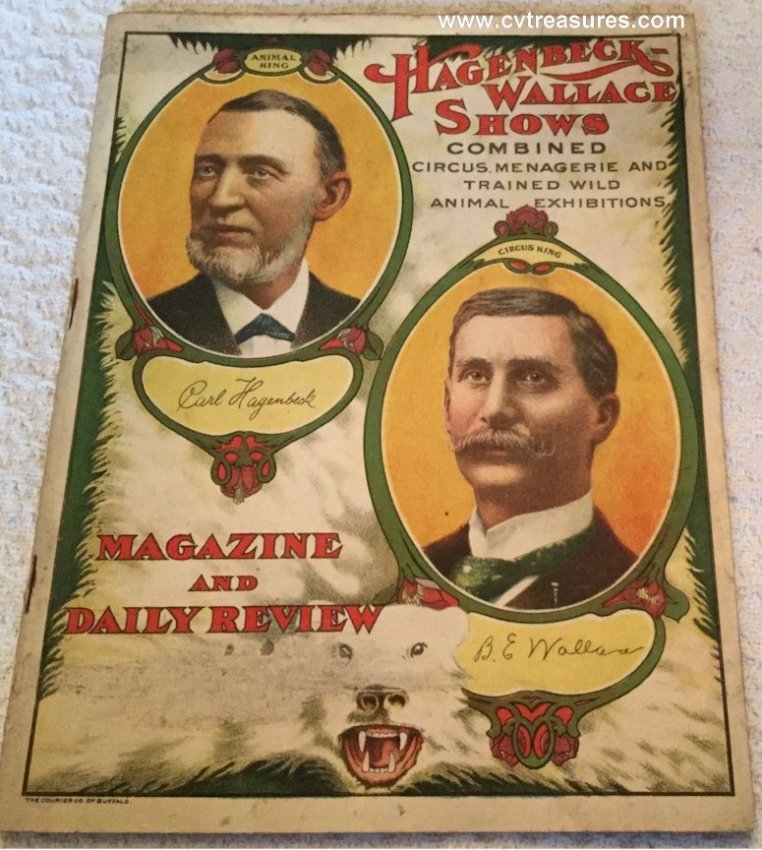 www.cvtreasures.com
ANIMAL
KING
HAGENBECK-
WALLACE
SHOWS
COMBINED
CIRCUS, MENAGERIE AND
TRAINED WILD
ANIMAL EXHIBITIONS
CIRCUS KING
Carl Hagenbeck
MAGAZINE
AND
DAILY REVIEW
B. E Wallace
THE COURIER CO. OF BUFFALO.